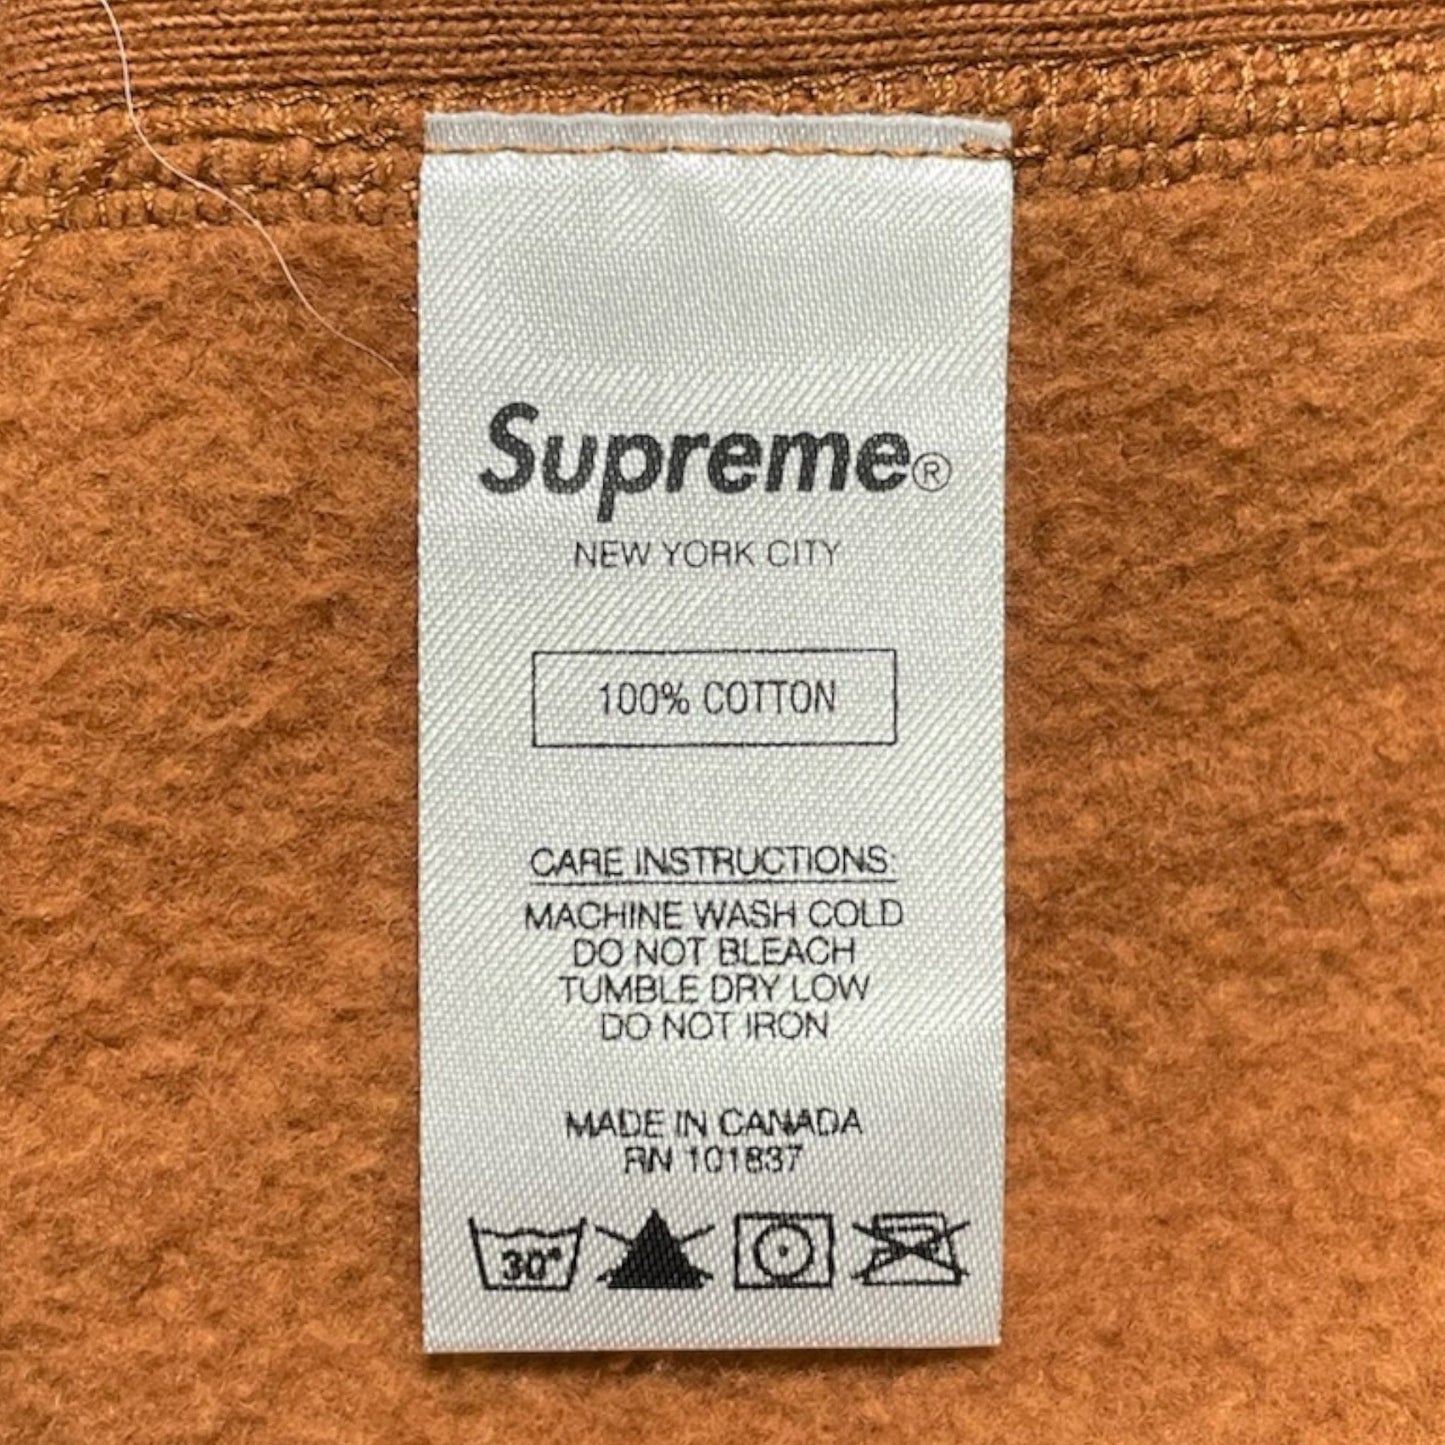 Supreme®
NEW YORK CITY
100% COTTON
CARE INSTRUCTIONS:
MACHINE WASH COLD
DO NOT BLEACH
TUMBLE DRY LOW
DO NOT IRON
MADE IN CANADA
RN 101837
30°